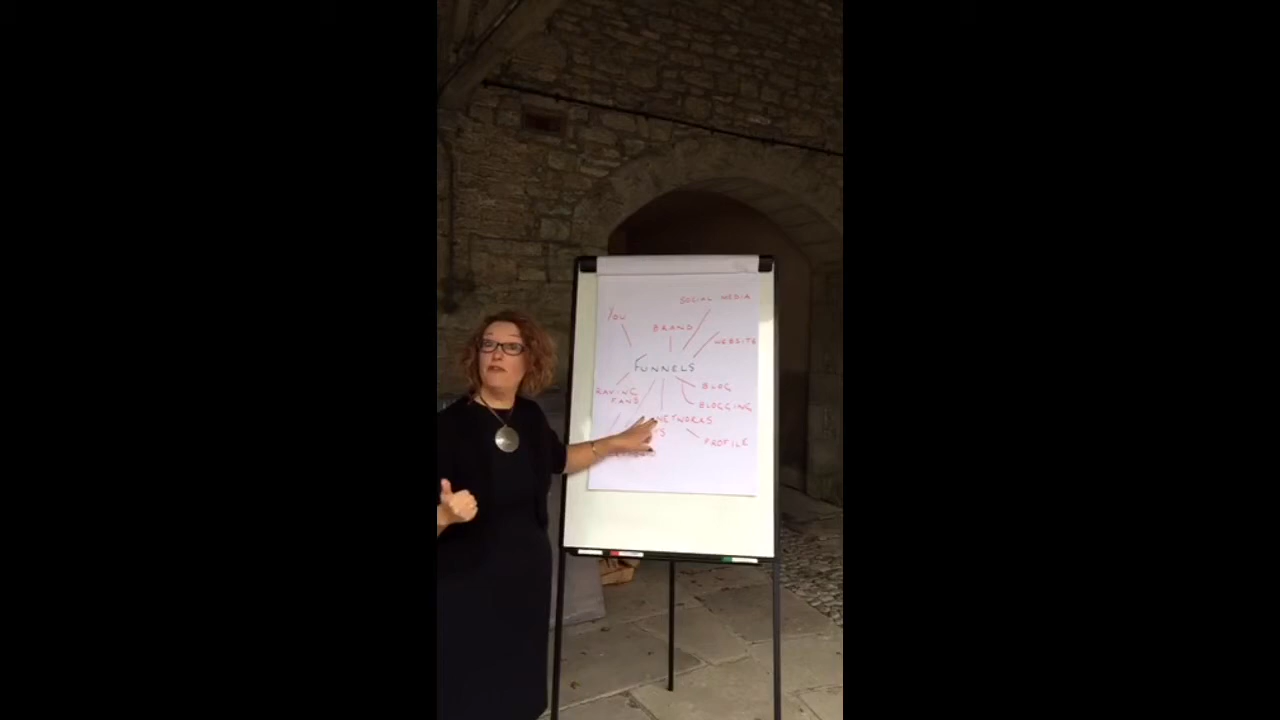 SOCIAL MEDIA
YOU
BRAND
WEBSITE
FUNNELS
BLOG
RAVING
FANS
BLOGGING
NETWORKS
PROFILE